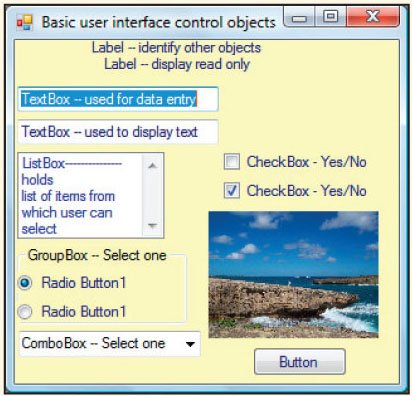 Basic user interface control objects
Label -- identify other objects
Label -- display read only
TextBox -- used for data entry
TextBox -- used to display text
ListBox---------------
holds
list of items from
which user can
select
CheckBox - Yes/No
CheckBox - Yes/No
GroupBox -- Select one
Radio Button1
Radio Button1
ComboBox -- Select one
Button